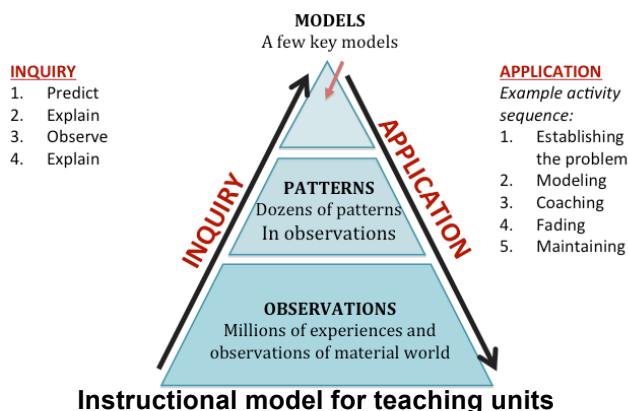 MODELS
A few key models
INQUIRY
1. Predict
2. Explain
3. Observe
4. Explain
APPLICATION
Example activity
sequence:
1. Establishing
the problem
2. Modeling
3. Coaching
4. Fading
5. Maintaining
INQUIRY
APPLICATION
PATTERNS
Dozens of patterns
In observations
OBSERVATIONS
Millions of experiences and
observations of material world
Instructional model for teaching units